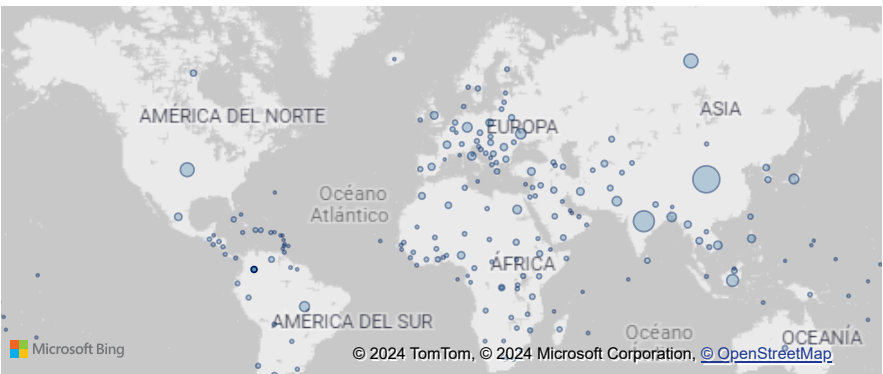 AMÉRICA DEL NORTE
ASIA
EUROPA
Océano
Atlántico
ÁFRICA
AMÉRICA DEL SUR
Océano
OCEANÍA
Microsoft Bing
© 2024 TomTom, © 2024 Microsoft Corporation, © OpenStreetMap